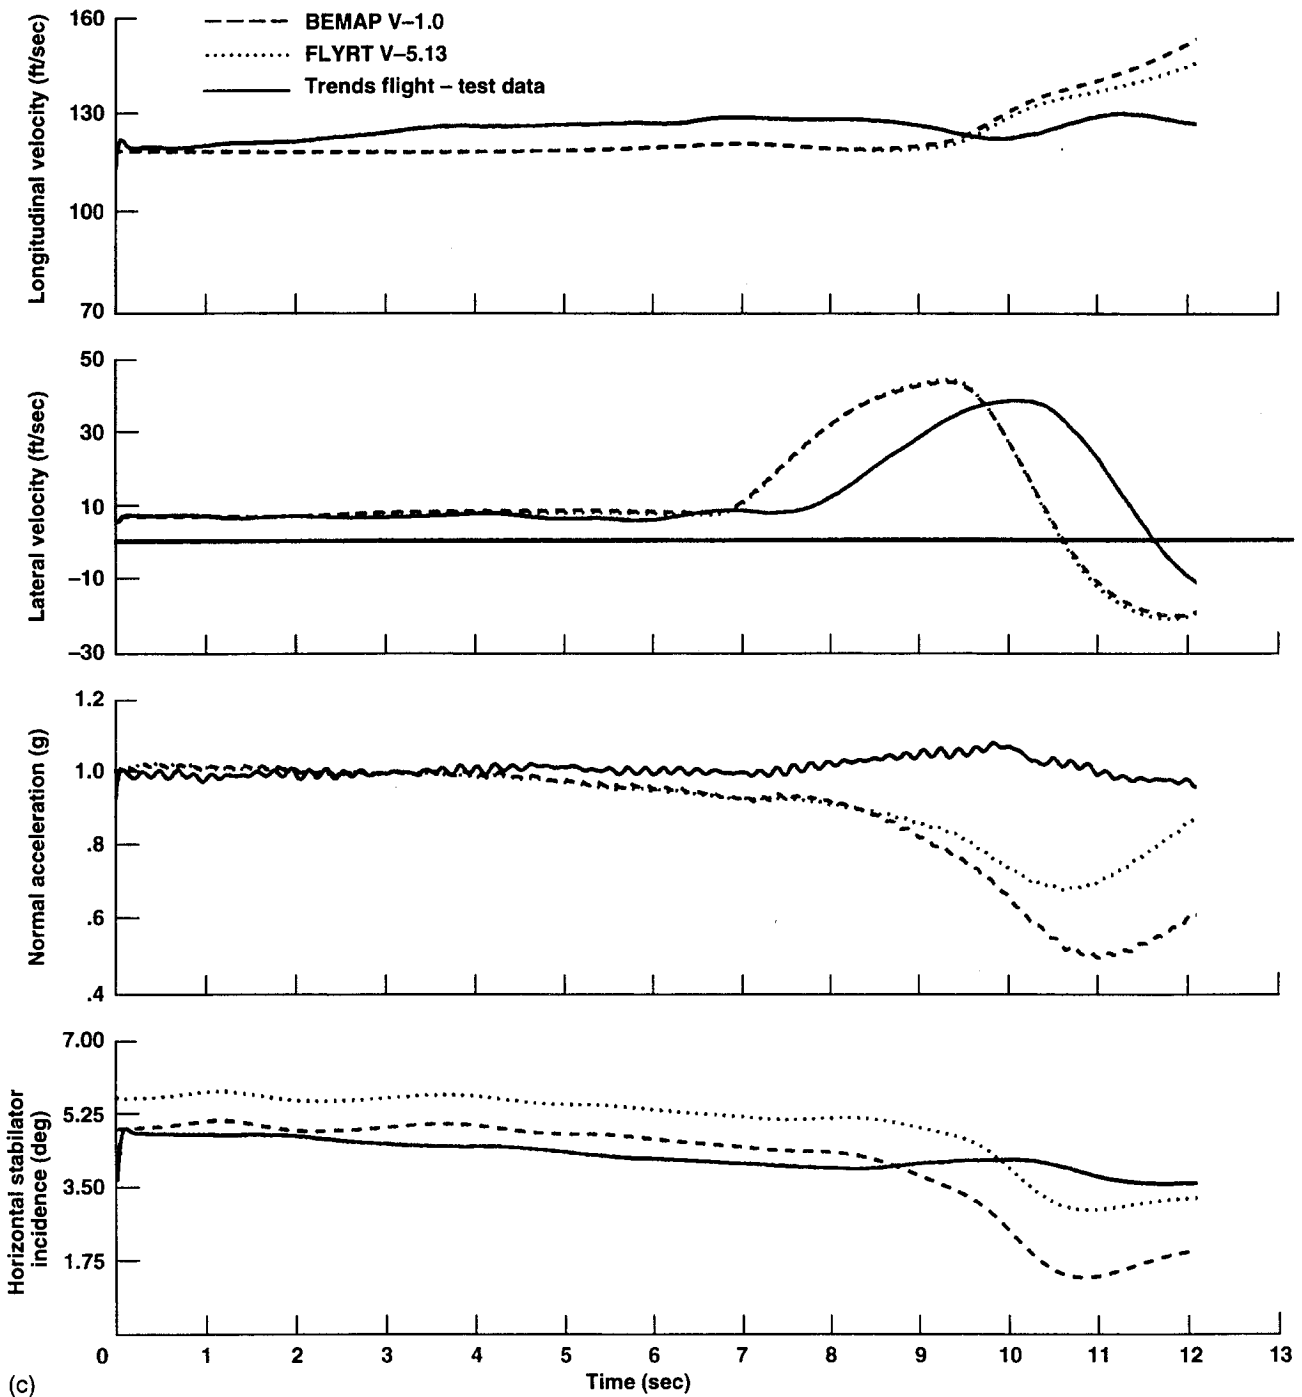 160
130
100
70
Longitudinal velocity (ft/sec)
BEMAP V–1.0
FLYRT V–5.13
Trends flight – test data
50
30
10
–10
–30
Lateral velocity (ft/sec)
1.2
1.0
.8
.6
.4
Normal acceleration (g)
7.00
5.25
3.50
1.75
Horizontal stabilator
incidence (deg)
0 1 2 3 4 5 6 7 8 9 10 11 12 13
Time (sec)
(c)